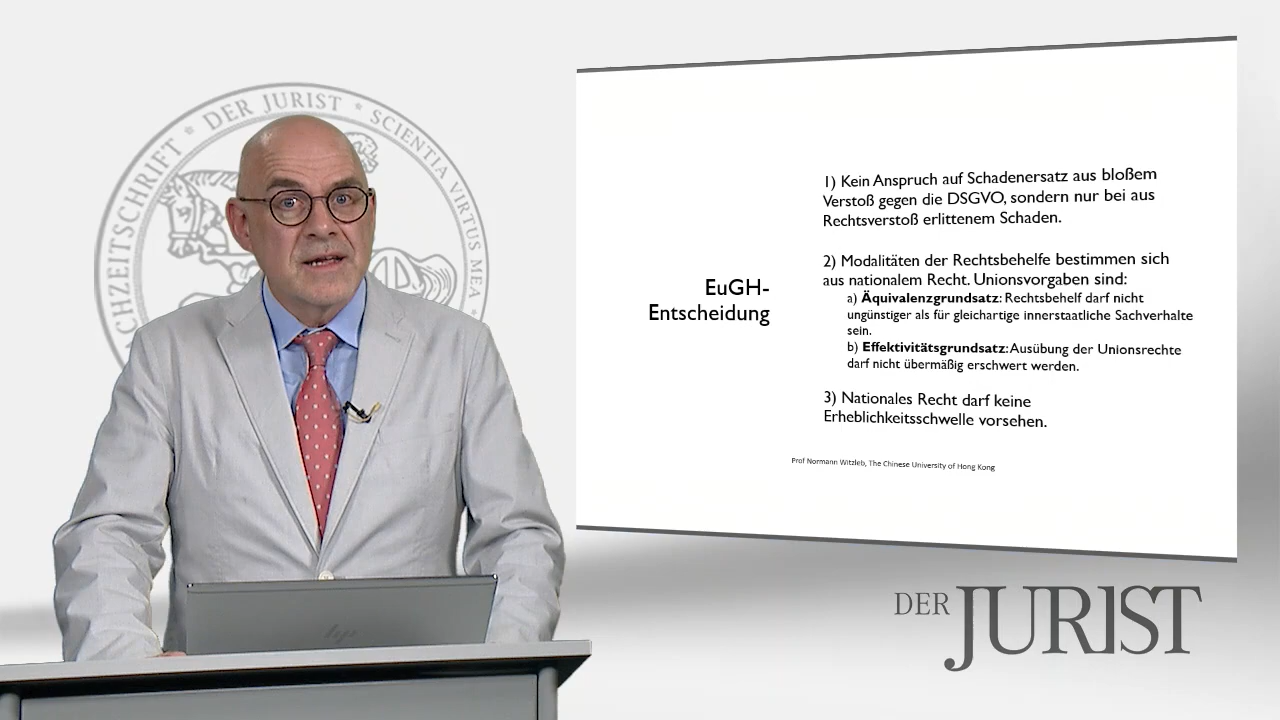 CHZEITSCHRIFT * DER JURIST * SCIENTIA VIRTUS MEA *
EuGH-
Entscheidung
1) Kein Anspruch auf Schadenersatz aus bloßem
Verstoß gegen die DSGVO, sondern nur bei aus
Rechtsverstoß erlittenem Schaden.
2) Modalitäten der Rechtsbehelfe bestimmen sich
aus nationalem Recht. Unionsvorgaben sind:
a) Äquivalenzgrundsatz: Rechtsbehelf darf nicht
ungünstiger als für gleichartige innerstaatliche Sachverhalte
sein.
b) Effektivitätsgrundsatz: Ausübung der Unionsrechte
darf nicht übermäßig erschwert werden.
3) Nationales Recht darf keine
Erheblichkeitsschwelle vorsehen.
Prof Normann Witzleb, The Chinese University of Hong Kong
hp
DER JURIST